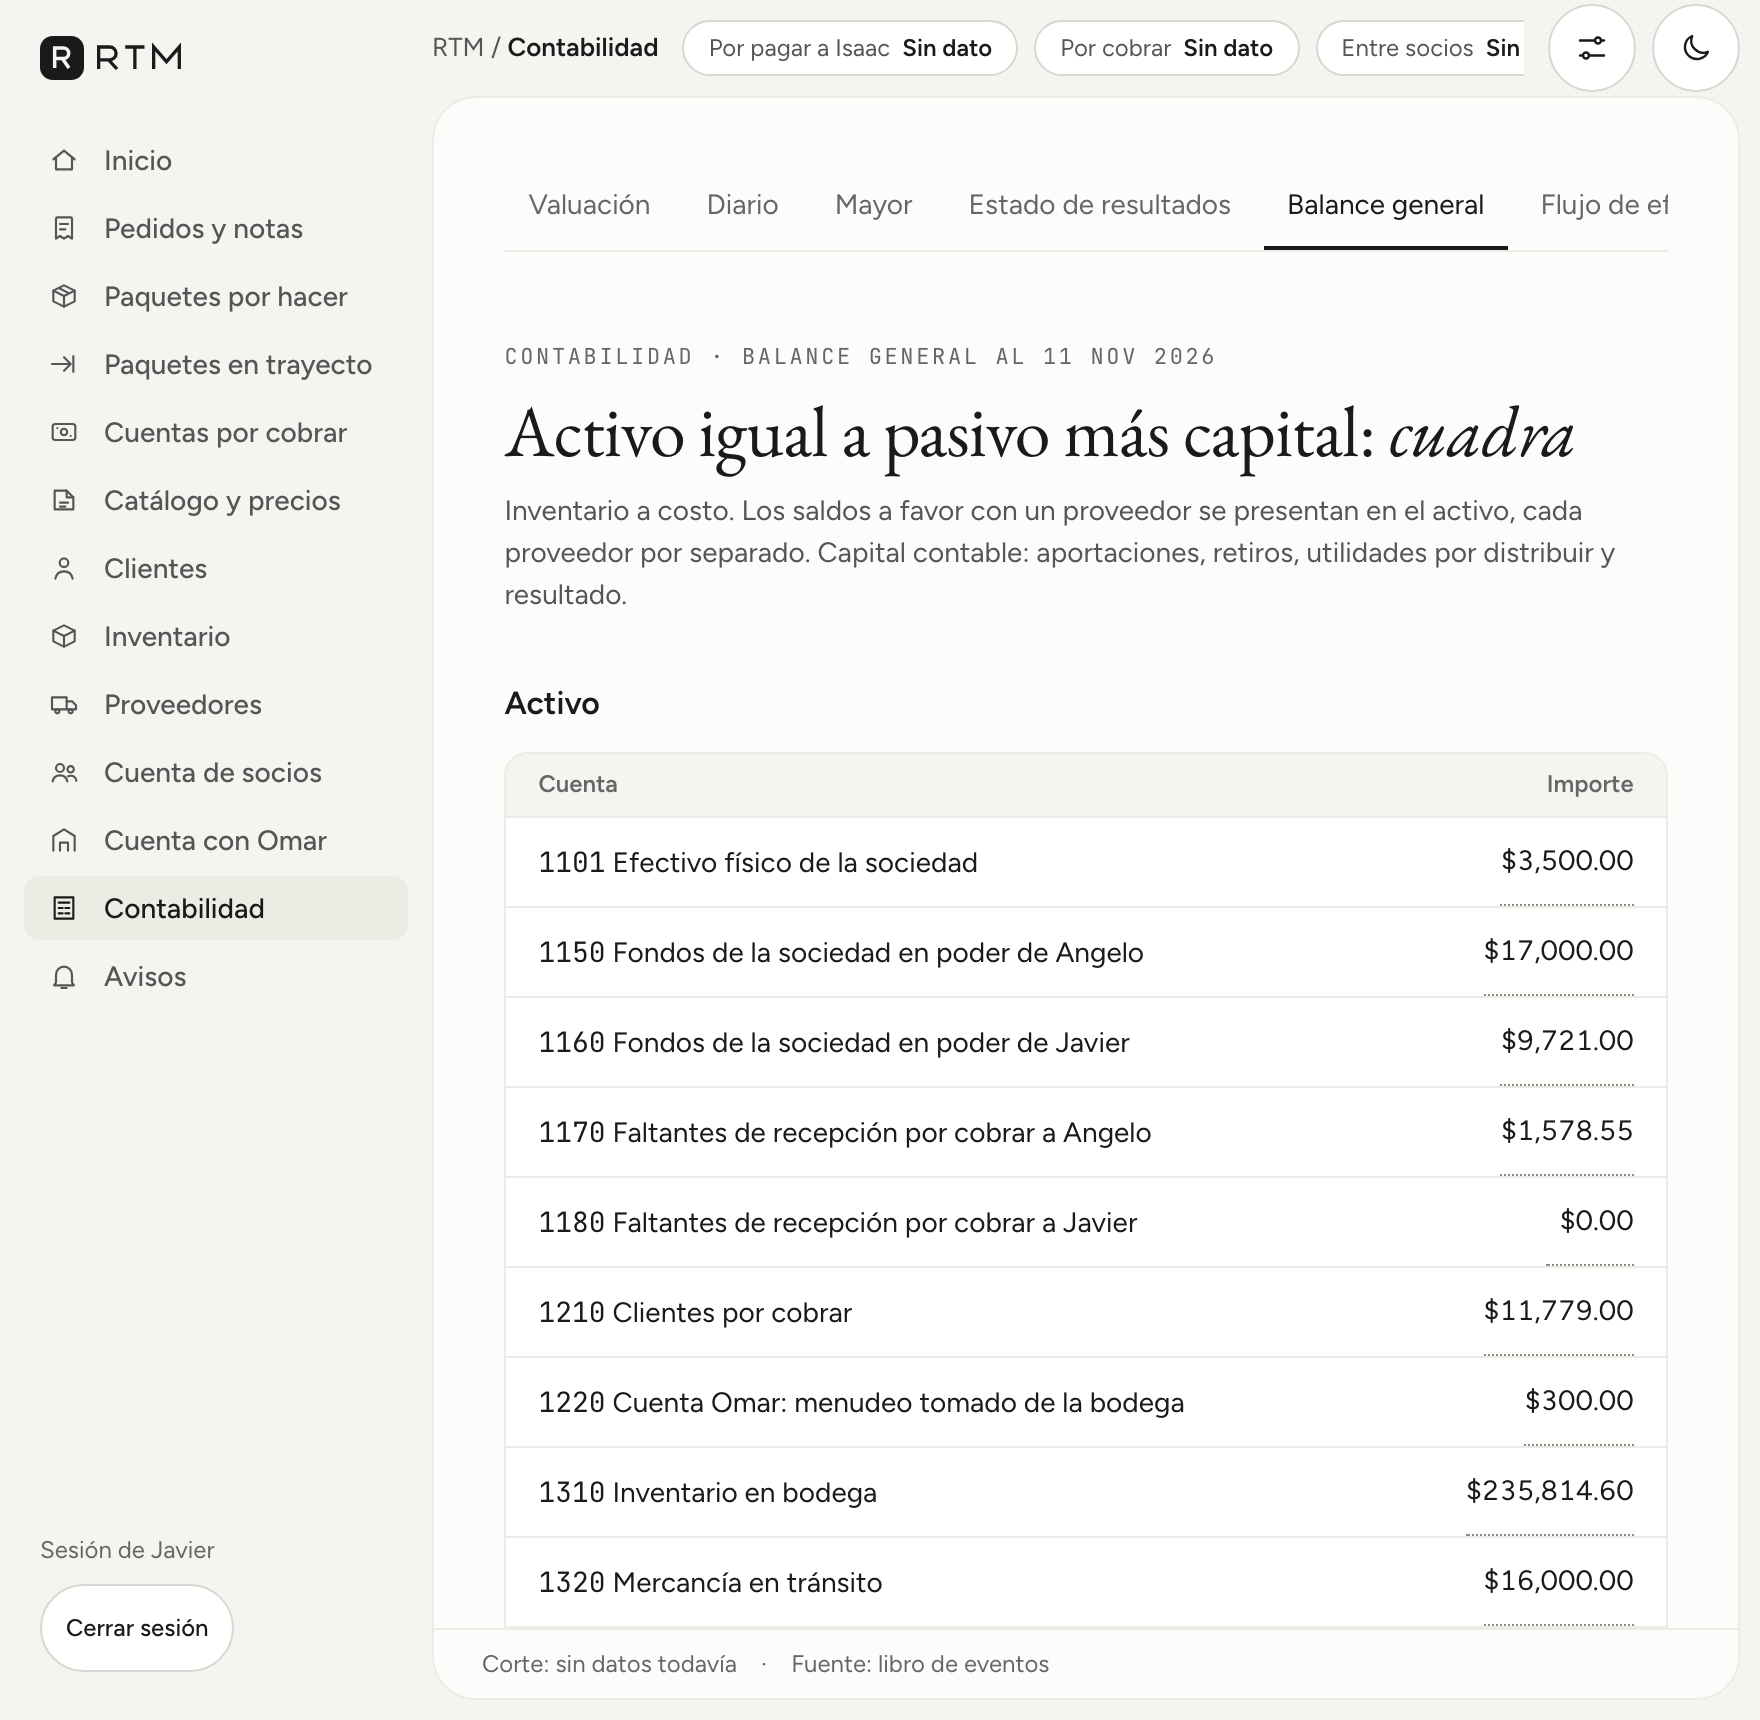 R RTM
RTM / Contabilidad
Por pagar a Isaac Sin dato
Por cobrar Sin dato
Entre socios Sin
Inicio
Pedidos y notas
Paquetes por hacer
Paquetes en trayecto
Cuentas por cobrar
Catálogo y precios
Clientes
Inventario
Proveedores
Cuenta de socios
Cuenta con Omar
Contabilidad
Avisos
Sesión de Javier
Cerrar sesión
Valuación
Diario
Mayor
Estado de resultados
Balance general
Flujo de ef
CONTABILIDAD · BALANCE GENERAL AL 11 NOV 2026
Activo igual a pasivo más capital: cuadra
Inventario a costo. Los saldos a favor con un proveedor se presentan en el activo, cada
proveedor por separado. Capital contable: aportaciones, retiros, utilidades por distribuir y
resultado.
Activo
Cuenta Importe
1101 Efectivo físico de la sociedad $3,500.00
1150 Fondos de la sociedad en poder de Angelo $17,000.00
1160 Fondos de la sociedad en poder de Javier $9,721.00
1170 Faltantes de recepción por cobrar a Angelo $1,578.55
1180 Faltantes de recepción por cobrar a Javier $0.00
1210 Clientes por cobrar $11,779.00
1220 Cuenta Omar: menudeo tomado de la bodega $300.00
1310 Inventario en bodega $235,814.60
1320 Mercancía en tránsito $16,000.00
Corte: sin datos todavía · Fuente: libro de eventos